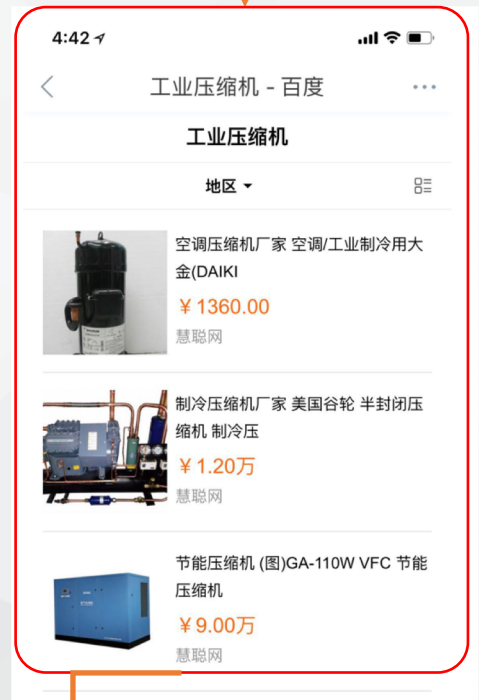 4:42
工业压缩机 - 百度
工业压缩机
地区
空调压缩机厂家 空调/工业制冷用大
金(DAIKI
￥1360.00
慧聪网
制冷压缩机厂家 美国谷轮 半封闭压
缩机 制冷压
￥1.20万
慧聪网
节能压缩机 (图)GA-110W VFC 节能
压缩机
￥9.00万
慧聪网